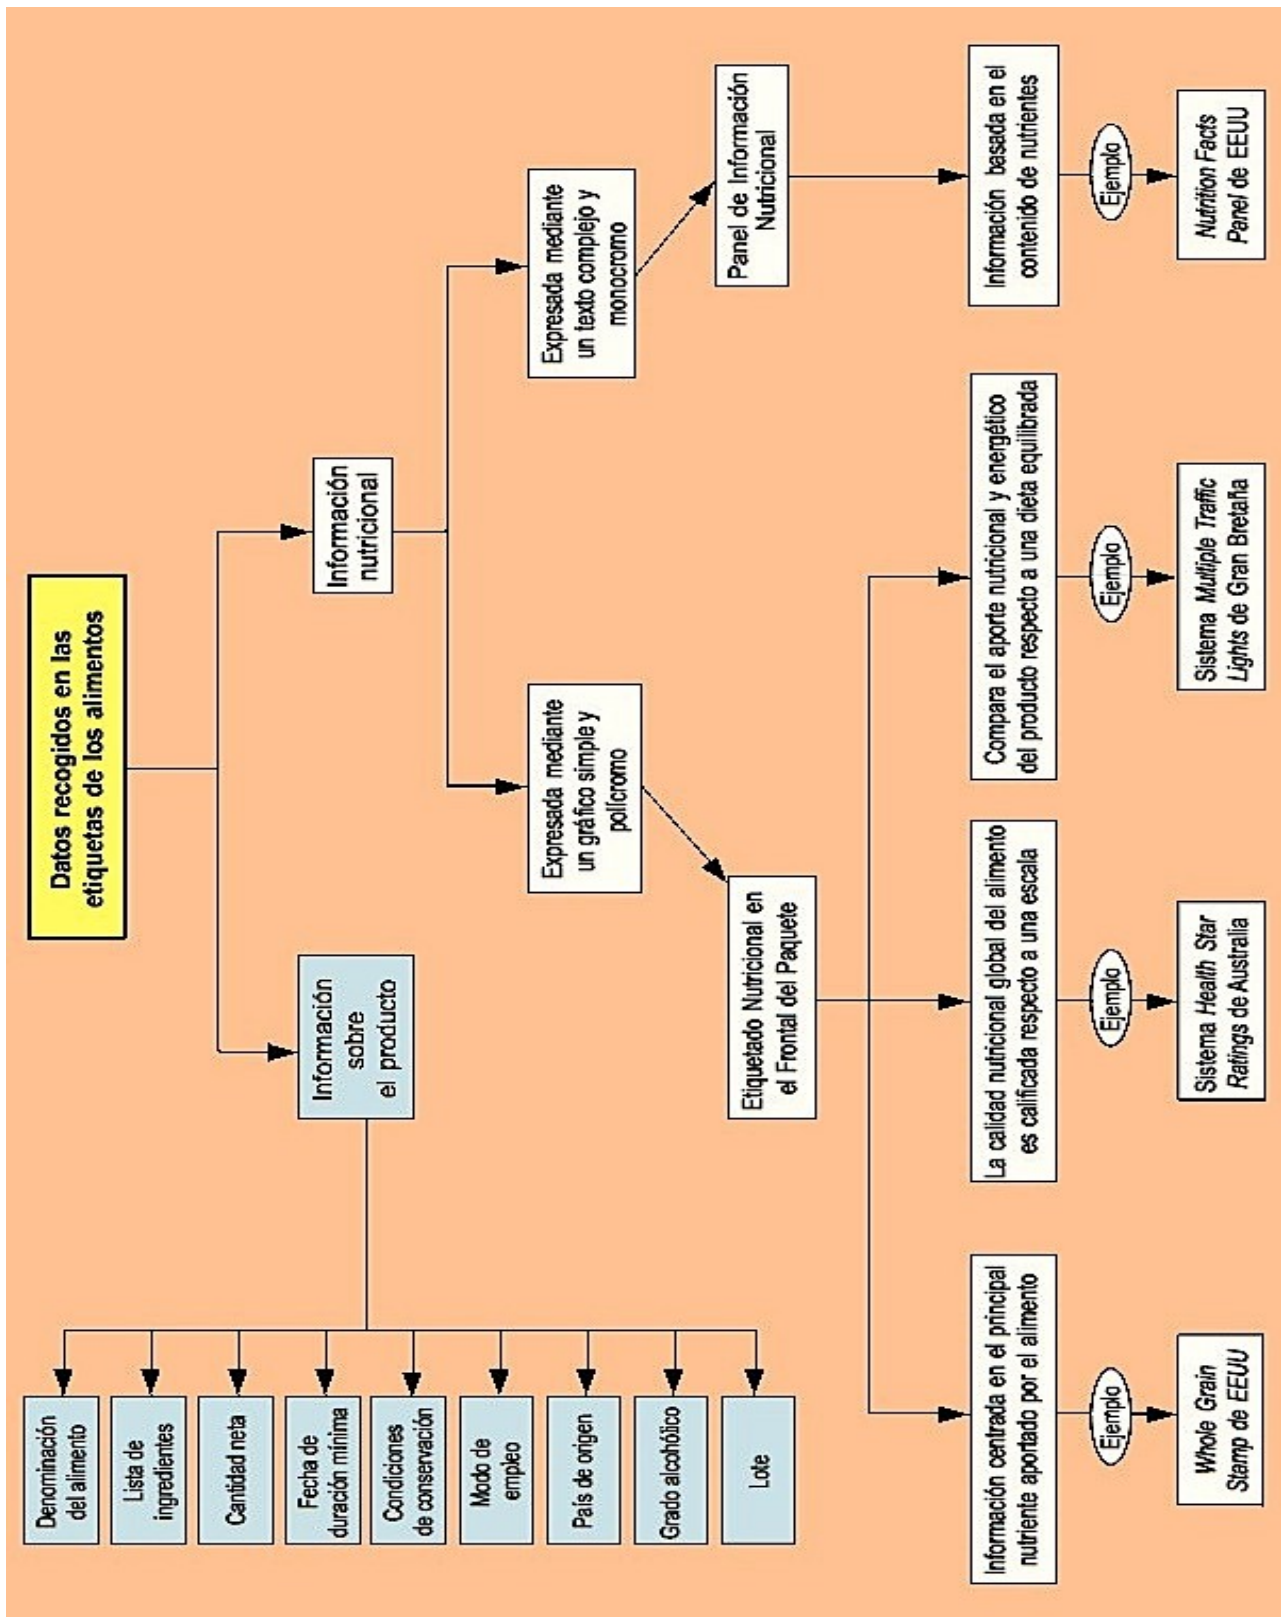 Datos recogidos en las
etiquetas de los alimentos
Información
sobre
el producto
Información
nutricional
Denominación
del alimento
Lista de
ingredientes
Cantidad neta
Fecha de
duración mínima
Condiciones
de conservación
Modo de
empleo
País de origen
Grado alcohólico
Lote
Expresada mediante
un gráfico simple y
polícromo
Expresada mediante
un texto complejo y
monocromo
Etiquetado Nutricional en
el Frontal del Paquete
Panel de Información
Nutricional
Información centrada en el principal
nutriente aportado por el alimento
La calidad nutricional global del alimento
es calificada respecto a una escala
Compara el aporte nutricional y energético
del producto respecto a una dieta equilibrada
Información basada en el
contenido de nutrientes
Ejemplo
Ejemplo
Ejemplo
Ejemplo
Whole Grain
Stamp de EEUU
Sistema Health Star
Ratings de Australia
Sistema Multiple Traffic
Lights de Gran Bretaña
Nutrition Facts
Panel de EEUU